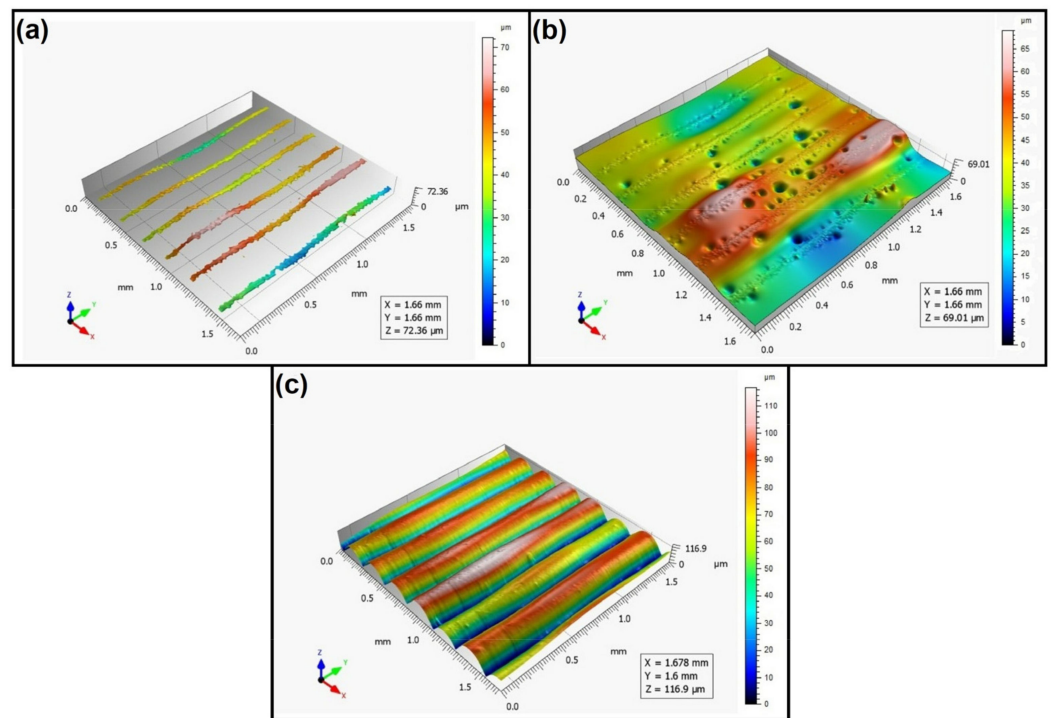 (a)
µm
70
60
50
40
30
20
10
0
0.0
0.5
1.0
1.5
mm
0.0
0.5
1.0
1.5
mm
72.36
0
µm
Z
Y
X
X = 1.66 mm
Y = 1.66 mm
Z = 72.36 µm
(b)
µm
65
60
55
50
45
40
35
30
25
20
15
10
5
0
0.0
0.2
0.4
0.6
0.8
1.0
1.2
1.4
1.6
mm
0.0
0.2
0.4
0.6
0.8
1.0
1.2
1.4
1.6
mm
69.01
0
µm
Z
Y
X
X = 1.66 mm
Y = 1.66 mm
Z = 69.01 µm
(c)
µm
110
100
90
80
70
60
50
40
30
20
10
0
0.0
0.5
1.0
1.5
mm
0.0
0.5
1.0
1.5
mm
116.9
0
µm
Z
Y
X
X = 1.678 mm
Y = 1.6 mm
Z = 116.9 µm